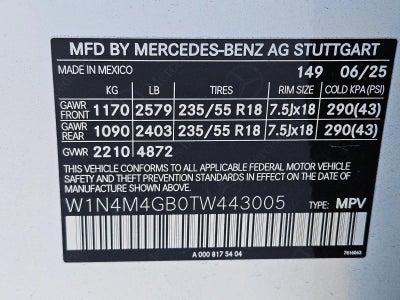 MFD BY MERCEDES-BENZ AG STUTTGART
MADE IN MEXICO 149 06/25
KG LB TIRE SIZE RIM SIZE COLD KPA (PSI)
GAWR FRONT 1170 2579 235/55 R18 7.5Jx18 290(43)
GAWR REAR 1090 2403 235/55 R18 7.5Jx18 290(43)
GVWR 2210 4872
THIS VEHICLE CONFORMS TO ALL APPLICABLE FEDERAL MOTOR VEHICLE
SAFETY AND THEFT PREVENTION STANDARDS IN EFFECT ON THE DATE OF
MANUFACTURE SHOWN ABOVE.
W1N4M4GB0TW443005 TYPE: MPV
A 000 817 54 04 7616063